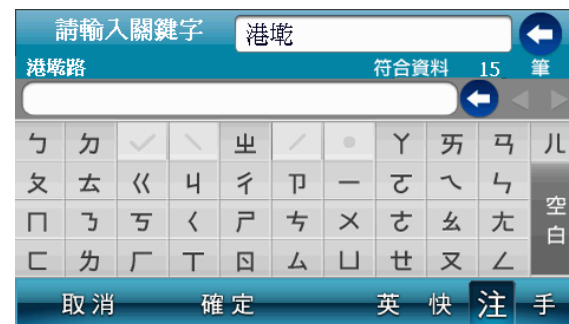 請輸入關鍵字 港墘
港墘路 符合資料 15 筆
ㄅ ㄉ ˇ ˋ ㄓ ˊ ˙ ㄚ ㄞ ㄢ ㄦ
ㄆ ㄊ ㄍ ㄐ ㄔ ㄗ ㄧ ㄛ ㄟ ㄣ
ㄇ ㄋ ㄎ ㄑ ㄕ ㄘ ㄨ ㄜ ㄠ ㄤ 空白
ㄈ ㄌ ㄏ ㄒ ㄖ ㄙ ㄩ ㄝ ㄡ ㄥ
取消 確定 英 快 注 手